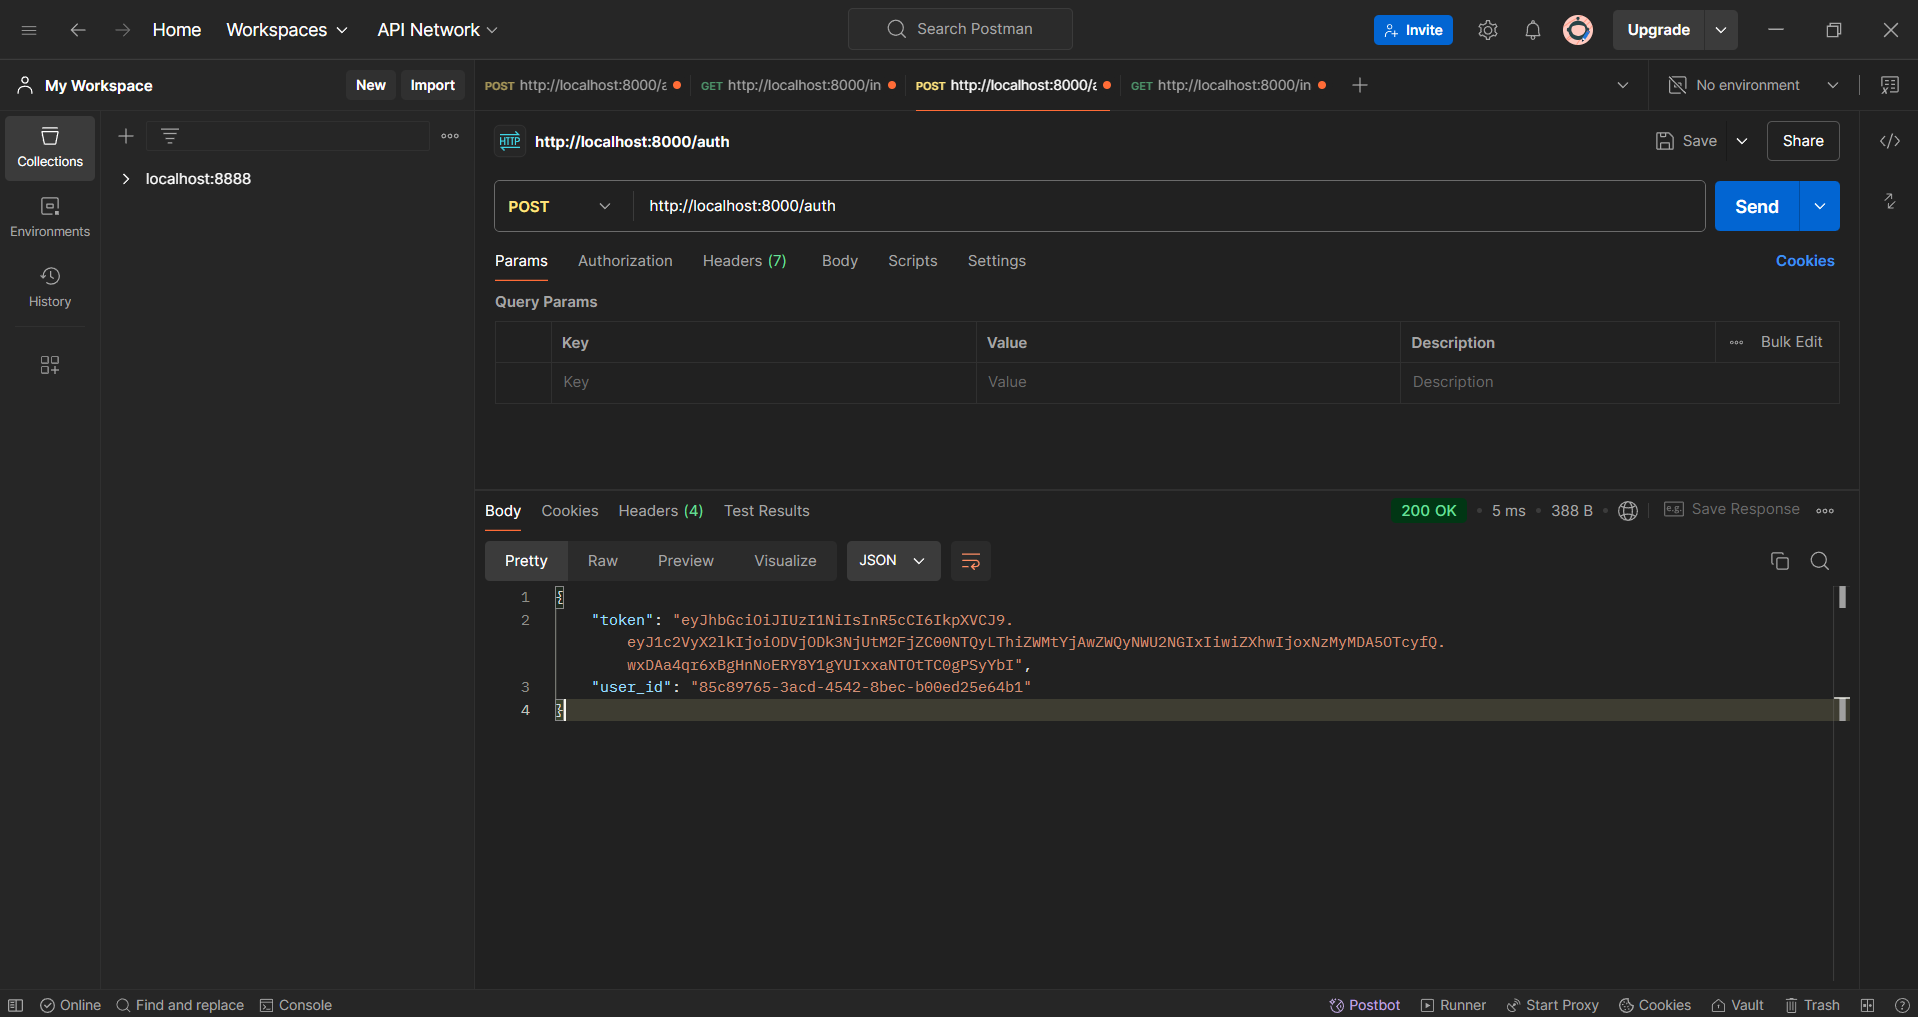 Home Workspaces API Network Search Postman Invite Upgrade
My Workspace New Import POST http://localhost:8000/a GET http://localhost:8000/in POST http://localhost:8000/a GET http://localhost:8000/in No environment
Collections
Environments
History
localhost:8888
HTTP http://localhost:8000/auth Save Share
POST http://localhost:8000/auth Send
Params Authorization Headers (7) Body Scripts Settings Cookies
Query Params
Key Value Description Bulk Edit
Key Value Description
Body Cookies Headers (4) Test Results 200 OK 5 ms 388 B e.g. Save Response
Pretty Raw Preview Visualize JSON
1 {
2 "token": "eyJhbGciOiJIUzI1NiIsInR5cCI6IkpXVCJ9.
eyJ1c2VyX2lkIjoiODVjODk3NjUtM2FjZC00NTQyLThiZWMtYjAwZWQyNWU2NGIxIiwiZXhwIjoxNzMyMDA5OTcyfQ.
wxDAa4qr6xBgHnNoERY8Y1gYUIxxaNTOtTC0gPSyYbI",
3 "user_id": "85c89765-3acd-4542-8bec-b00ed25e64b1"
4 }
Online Find and replace Console Postbot Runner Start Proxy Cookies Vault Trash